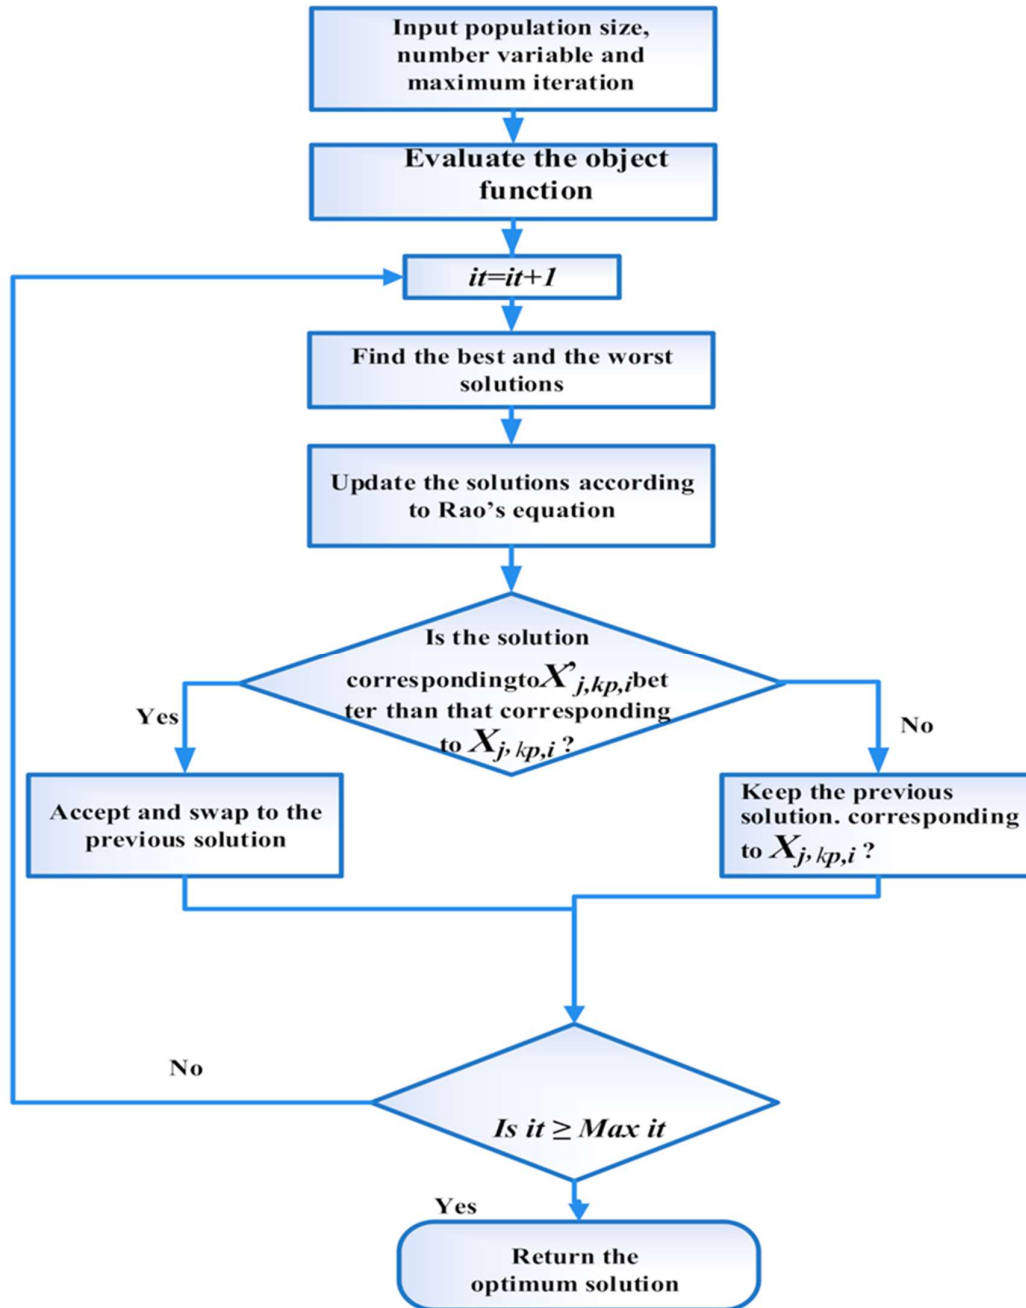 Input population size,
number variable and
maximum iteration
Evaluate the object
function
it=it+1
Find the best and the worst
solutions
Update the solutions according
to Rao's equation
Is the solution
correspondingtoX'j,kp,ibet
ter than that corresponding
to Xj, kp,i ?
Yes
No
Accept and swap to the
previous solution
Keep the previous
solution. corresponding
to Xj, kp,i ?
No
Is it ≥ Max it
Yes
Return the
optimum solution